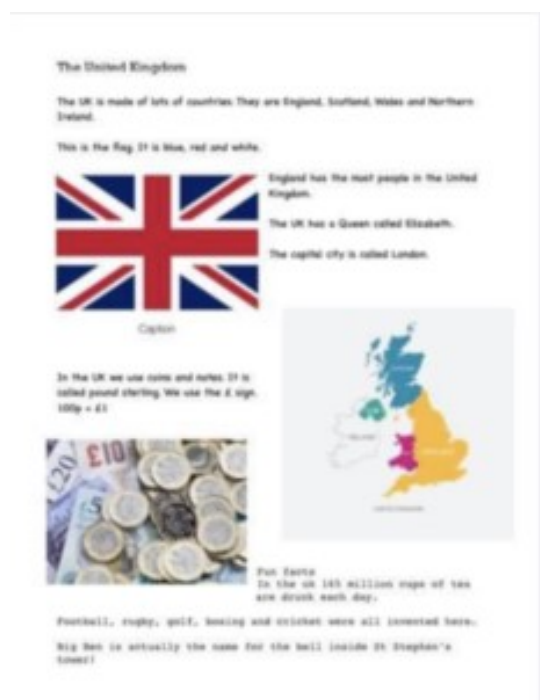 The United Kingdom
The UK is made of lots of countries. They are England, Scotland, Wales and Northern
Ireland.
This is the flag. It is blue, red and white.
England has the most people in the United
Kingdom.
The UK has a Queen called Elizabeth.
The capital city is called London.
Caption
In the UK we use coins and notes. It is
called pound sterling. We use the £ sign.
100p = £1
£20
£10
£5
Fun facts
In the uk 165 million cups of tea
are drunk each day.
Football, rugby, golf, boxing and cricket were all invented here.
Big Ben is actually the name for the bell inside St Stephen's
tower!